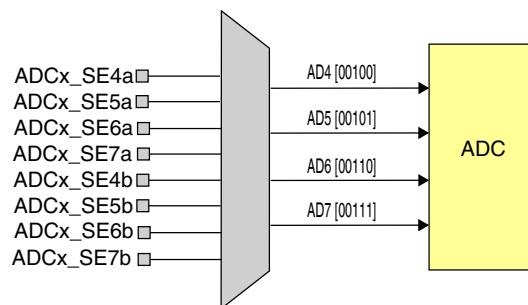 ADCx_SE4a
ADCx_SE5a
ADCx_SE6a
ADCx_SE7a
ADCx_SE4b
ADCx_SE5b
ADCx_SE6b
ADCx_SE7b
AD4 [00100]
AD5 [00101]
AD6 [00110]
AD7 [00111]
ADC